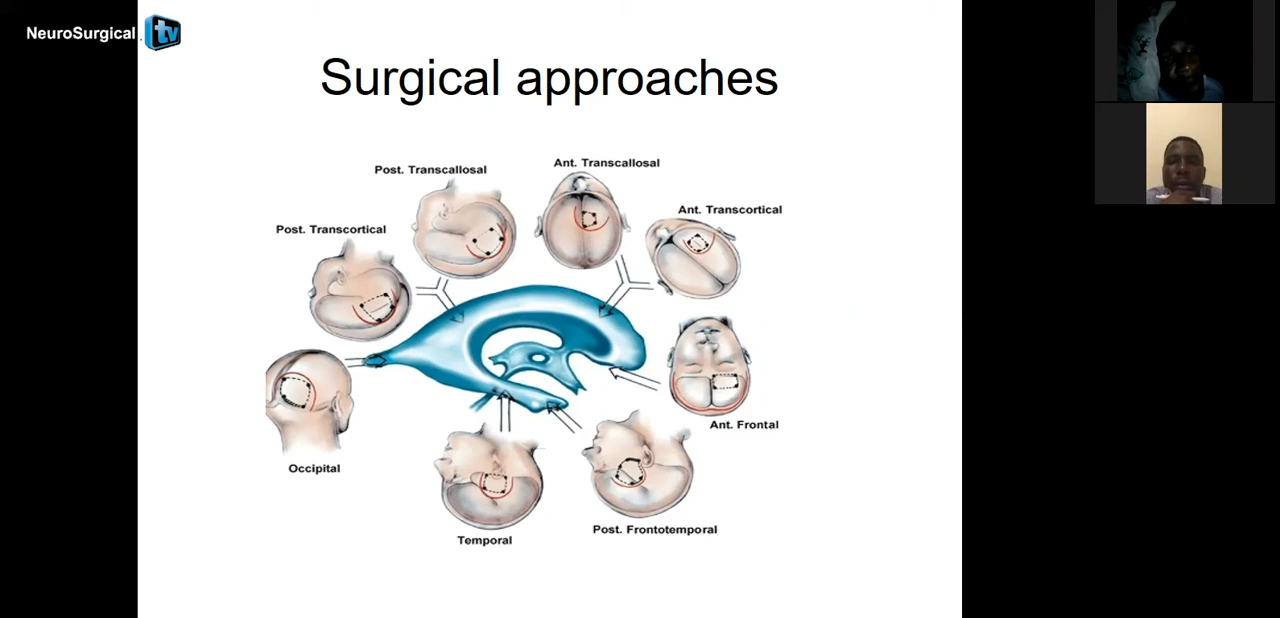 NeuroSurgical tv
Surgical approaches
Post. Transcallosal
Ant. Transcallosal
Ant. Transcortical
Post. Transcortical
Ant. Frontal
Occipital
Post. Frontotemporal
Temporal